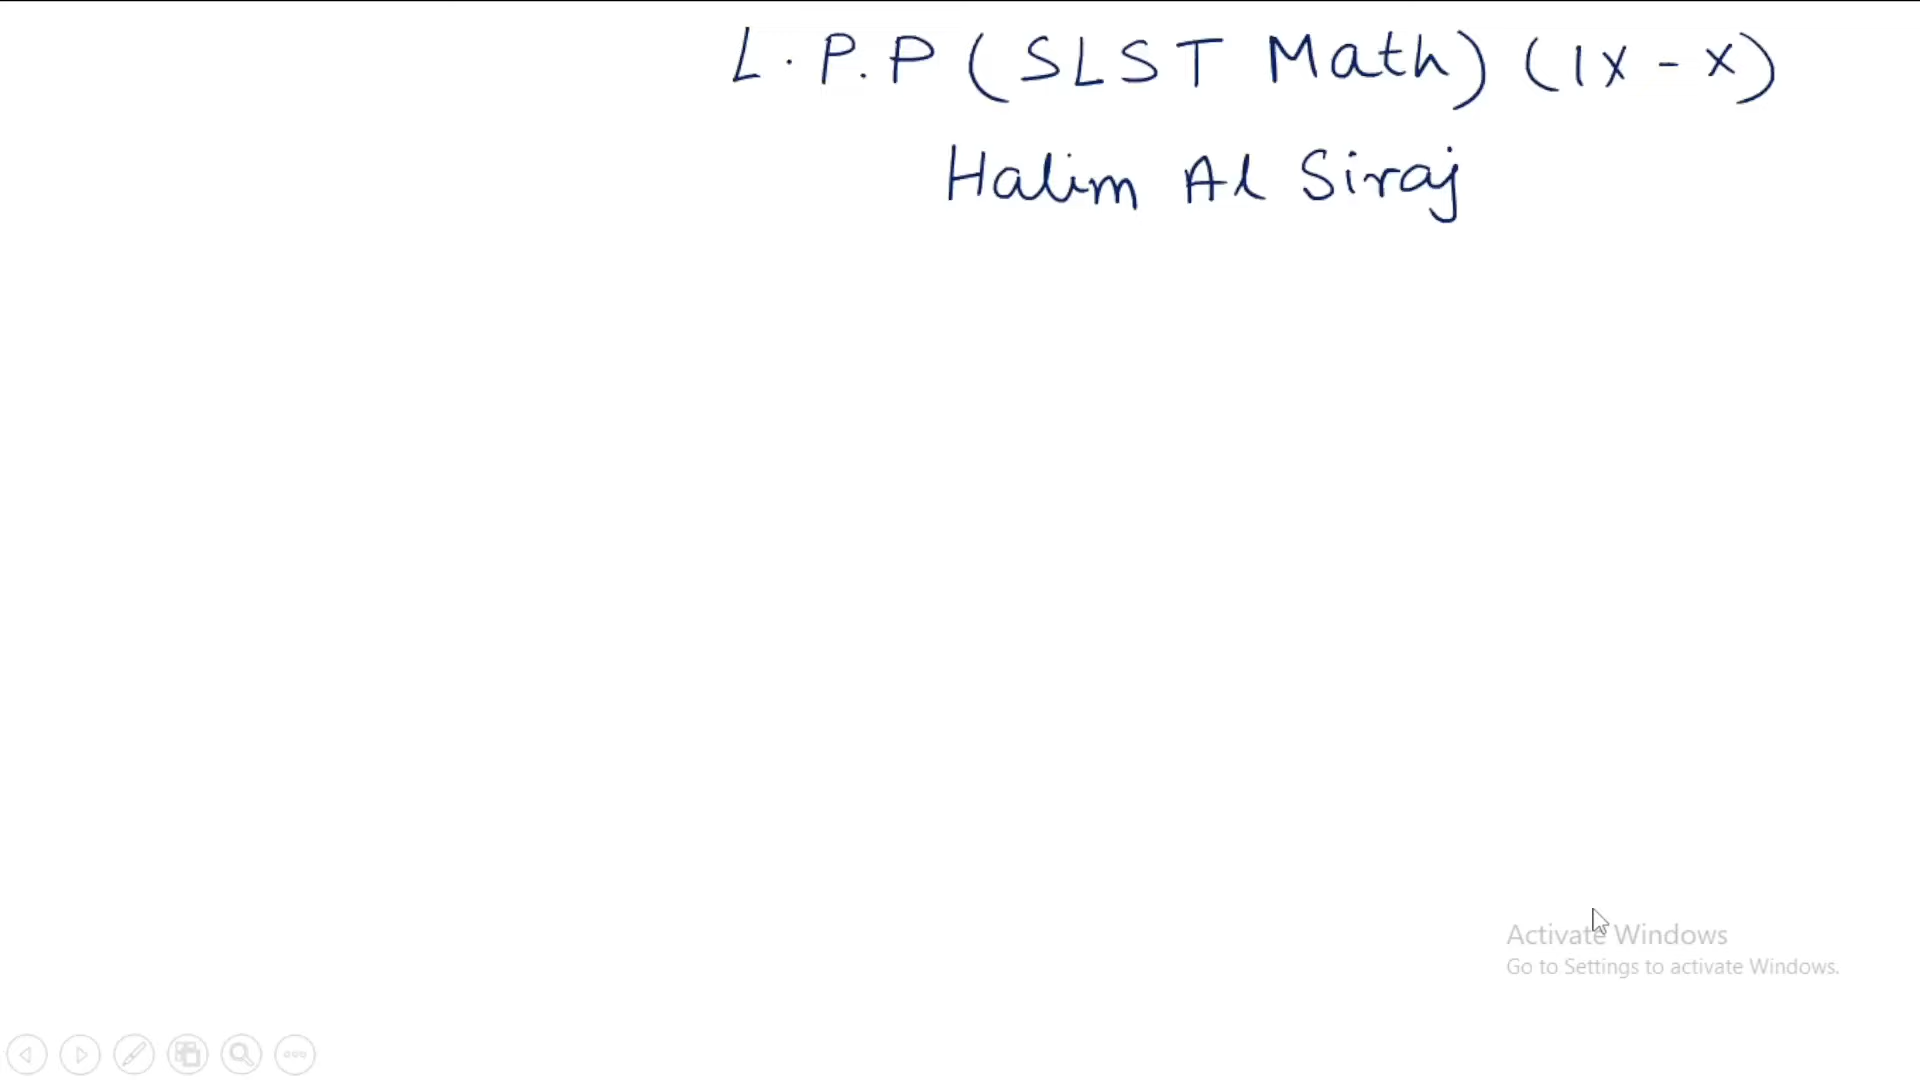 L.P.P (SLST Math) (IX - X)
Halim Al Siraj
Activate Windows
Go to Settings to activate Windows.